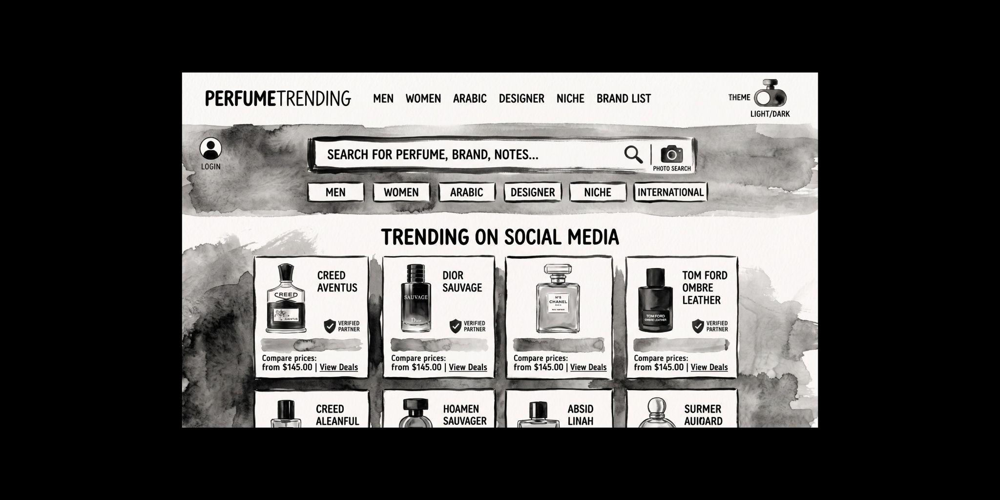 PERFUMETRENDING
MEN WOMEN ARABIC DESIGNER NICHE BRAND LIST
THEME
LIGHT/DARK
LOGIN
SEARCH FOR PERFUME, BRAND, NOTES...
PHOTO SEARCH
MEN WOMEN ARABIC DESIGNER NICHE INTERNATIONAL
TRENDING ON SOCIAL MEDIA
CREED
AVENTUS
CREED
AVENTUS
VERIFIED
PARTNER
Compare prices:
from $145.00 | View Deals
DIOR
SAUVAGE
SAUVAGE
Dior
VERIFIED
PARTNER
Compare prices:
from $145.00 | View Deals
N°5
CHANEL
PARIS
Compare prices:
from $145.00 | View Deals
TOM FORD
OMBRE
LEATHER
TOM FORD
OMBRE LEATHER
VERIFIED
PARTNER
Compare prices:
from $145.00 | View Deals
CREED
ALEANFUL
HOAMEN
SAUVAGER
ABSID
LINAH
SURMER